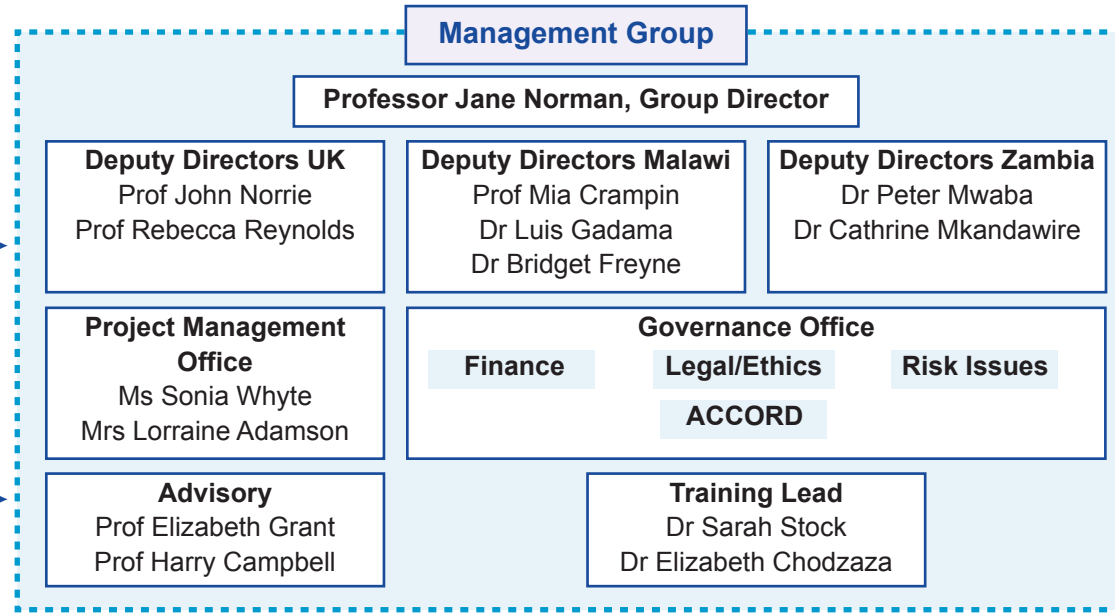 Management Group
Professor Jane Norman, Group Director
Deputy Directors UK
Prof John Norrie
Prof Rebecca Reynolds
Deputy Directors Malawi
Prof Mia Crampin
Dr Luis Gadama
Dr Bridget Freyne
Deputy Directors Zambia
Dr Peter Mwaba
Dr Cathrine Mkandawire
Project Management
Office
Ms Sonia Whyte
Mrs Lorraine Adamson
Governance Office
Finance
Legal/Ethics
Risk Issues
ACCORD
Advisory
Prof Elizabeth Grant
Prof Harry Campbell
Training Lead
Dr Sarah Stock
Dr Elizabeth Chodzaza